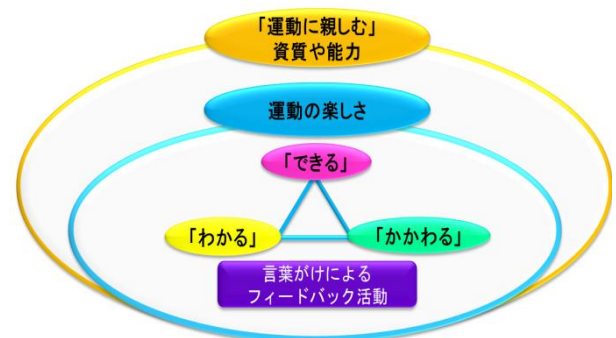 「運動に親しむ」
資質や能力
運動の楽しさ
「できる」
「わかる」
「かかわる」
言葉がけによる
フィードバック活動